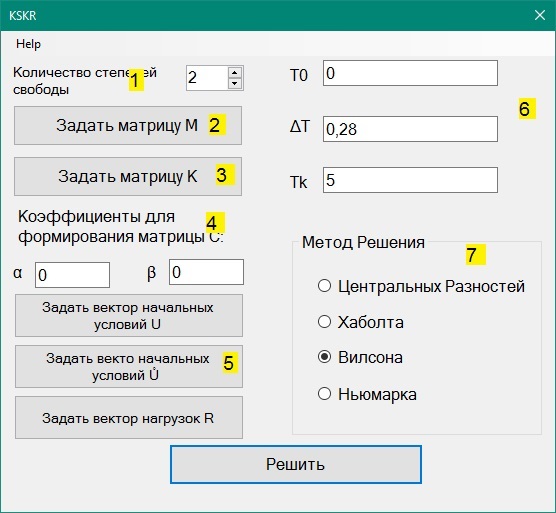 KSKR
Help
Количество степеней 1
свободы
2
Задать матрицу M 2
Задать матрицу K 3
Коэффициенты для 4
формирования матрицы C:
α 0 β 0
Задать вектор начальных
условий U
Задать векто начальных
условий U̇ 5
Задать вектор нагрузок R
T0 0
ΔT 0,28
Tk 5
6
Метод Решения 7
Центральных Разностей
Хаболта
Вилсона
Ньюмарка
Решить